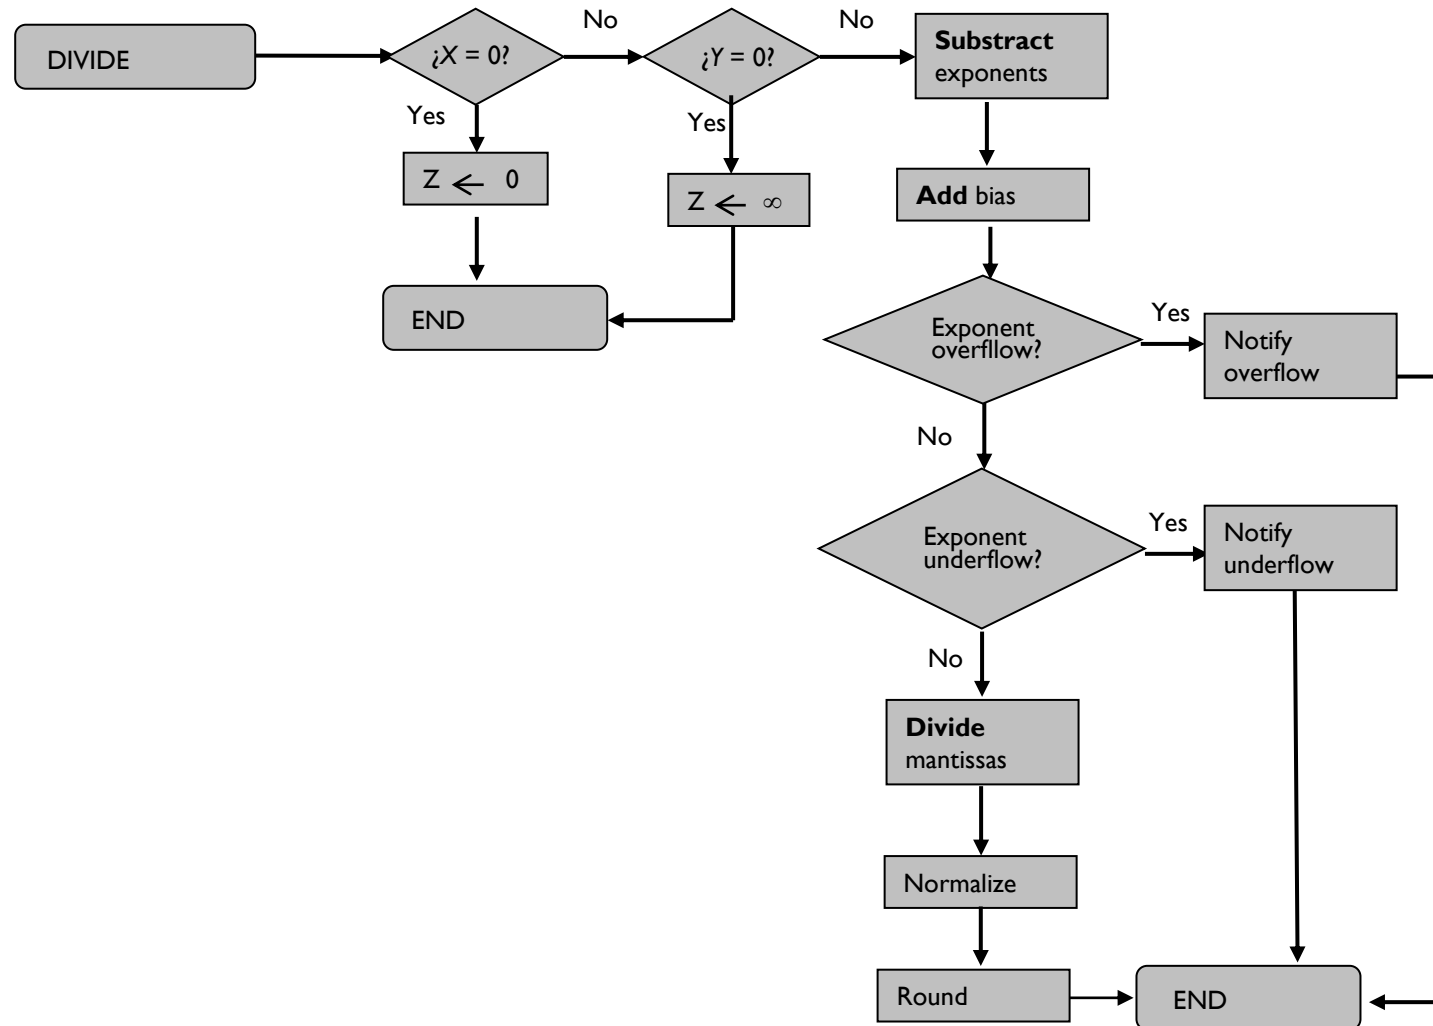 DIVIDE
¿X = 0?
No
¿Y = 0?
No
Substract
exponents
Yes
Yes
Z ← 0
Z ← ∞
Add bias
END
Exponent
overfllow?
Yes
Notify
overflow
No
Exponent
underflow?
Yes
Notify
underflow
No
Divide
mantissas
Normalize
Round
END